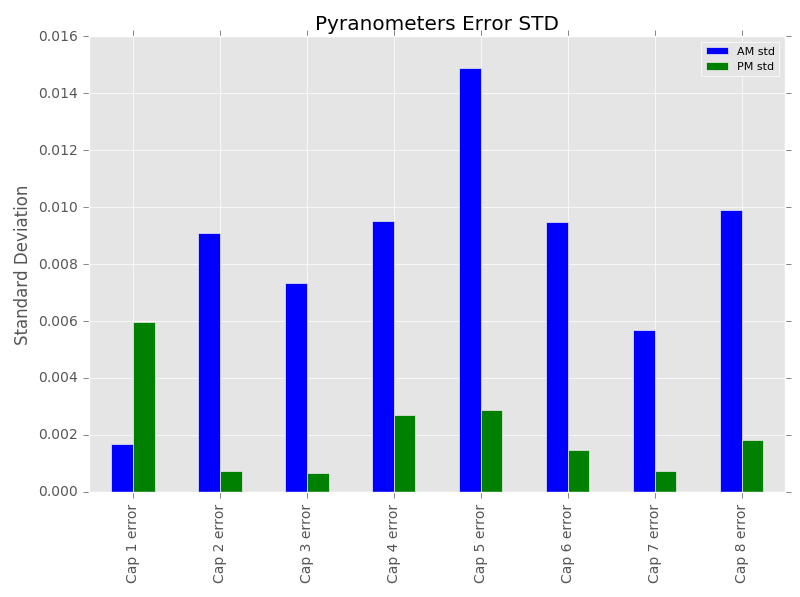 Pyranometers Error STD
AM std
PM std
Standard Deviation
0.016
0.014
0.012
0.010
0.008
0.006
0.004
0.002
0.000
Cap 1 error
Cap 2 error
Cap 3 error
Cap 4 error
Cap 5 error
Cap 6 error
Cap 7 error
Cap 8 error